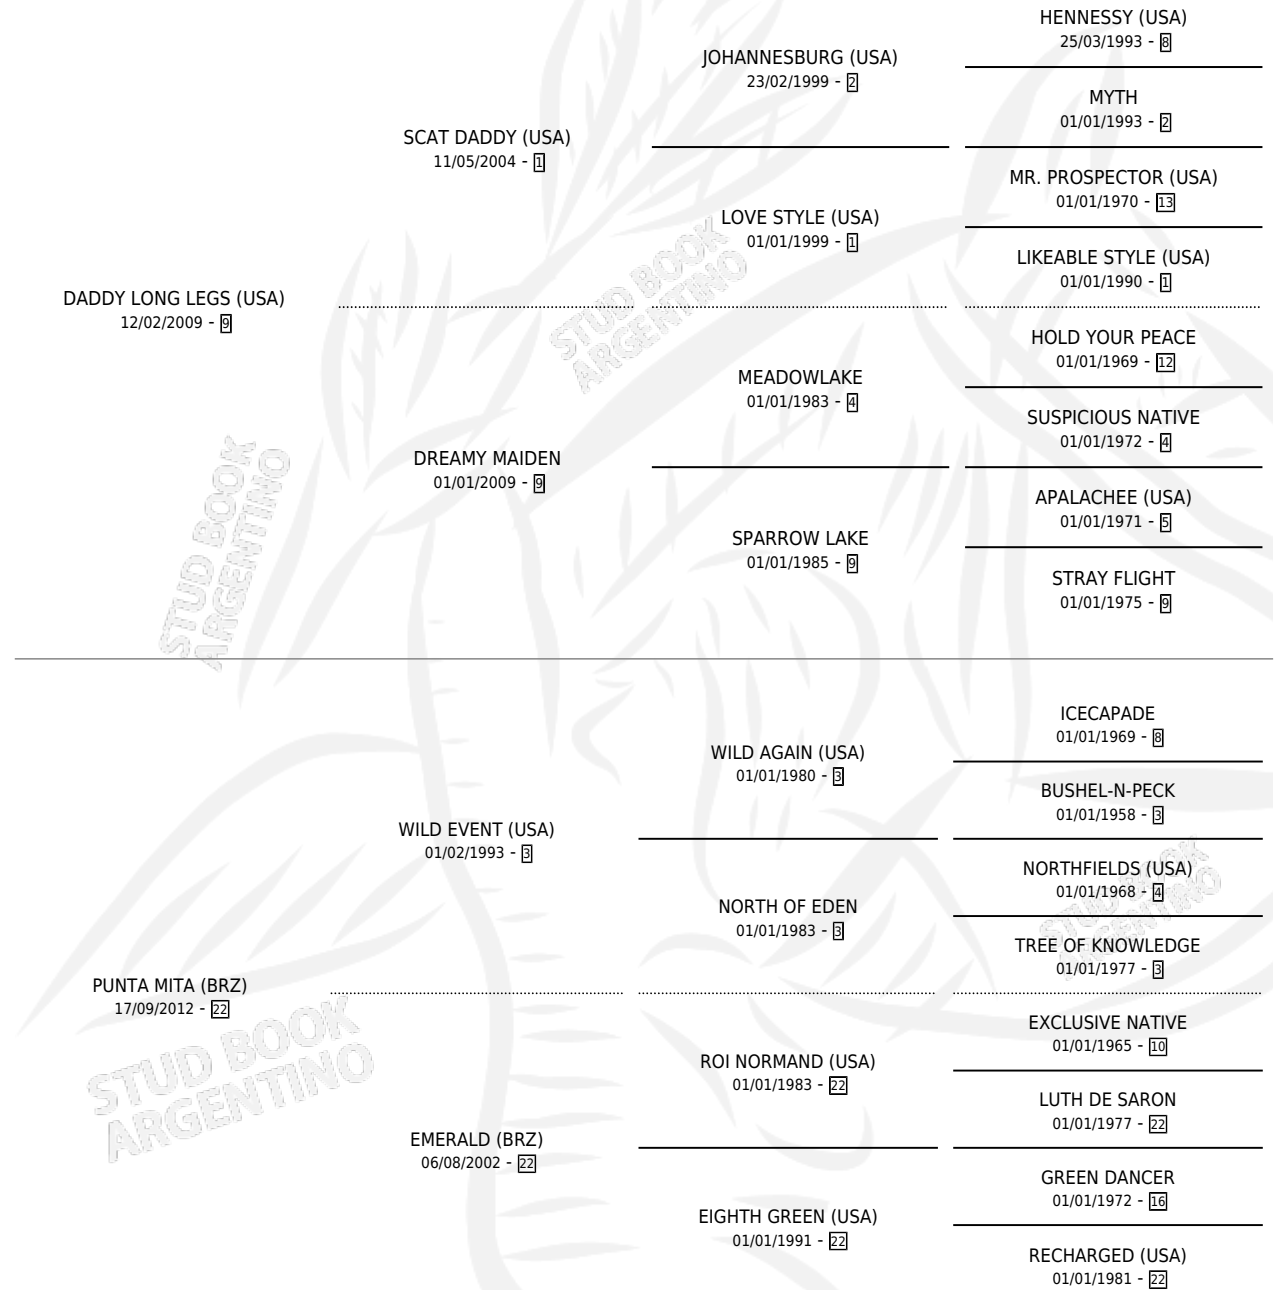 HENNESSY (USA)
25/03/1993 - 8
JOHANNESBURG (USA)
23/02/1999 - 2
MYTH
01/01/1993 - 2
SCAT DADDY (USA)
11/05/2004 - 1
MR. PROSPECTOR (USA)
01/01/1970 - 13
LOVE STYLE (USA)
01/01/1999 - 1
LIKEABLE STYLE (USA)
01/01/1990 - 1
DADDY LONG LEGS (USA)
12/02/2009 - 9
HOLD YOUR PEACE
01/01/1969 - 12
MEADOWLAKE
01/01/1983 - 4
SUSPICIOUS NATIVE
01/01/1972 - 4
DREAMY MAIDEN
01/01/2009 - 9
APALACHEE (USA)
01/01/1971 - 5
SPARROW LAKE
01/01/1985 - 9
STRAY FLIGHT
01/01/1975 - 9
STUD BOOK
ARGENTINO
STUD BOOK
ARGENTINO
ICECAPADE
01/01/1969 - 8
WILD AGAIN (USA)
01/01/1980 - 3
BUSHEL-N-PECK
01/01/1958 - 3
WILD EVENT (USA)
01/02/1993 - 3
NORTHFIELDS (USA)
01/01/1968 - 4
NORTH OF EDEN
01/01/1983 - 3
TREE OF KNOWLEDGE
01/01/1977 - 3
PUNTA MITA (BRZ)
17/09/2012 - 22
EXCLUSIVE NATIVE
01/01/1965 - 10
ROI NORMAND (USA)
01/01/1983 - 22
LUTH DE SARON
01/01/1977 - 22
EMERALD (BRZ)
06/08/2002 - 22
GREEN DANCER
01/01/1972 - 16
EIGHTH GREEN (USA)
01/01/1991 - 22
RECHARGED (USA)
01/01/1981 - 22
STUD BOOK
ARGENTINO
STUD BOOK
ARGENTINO